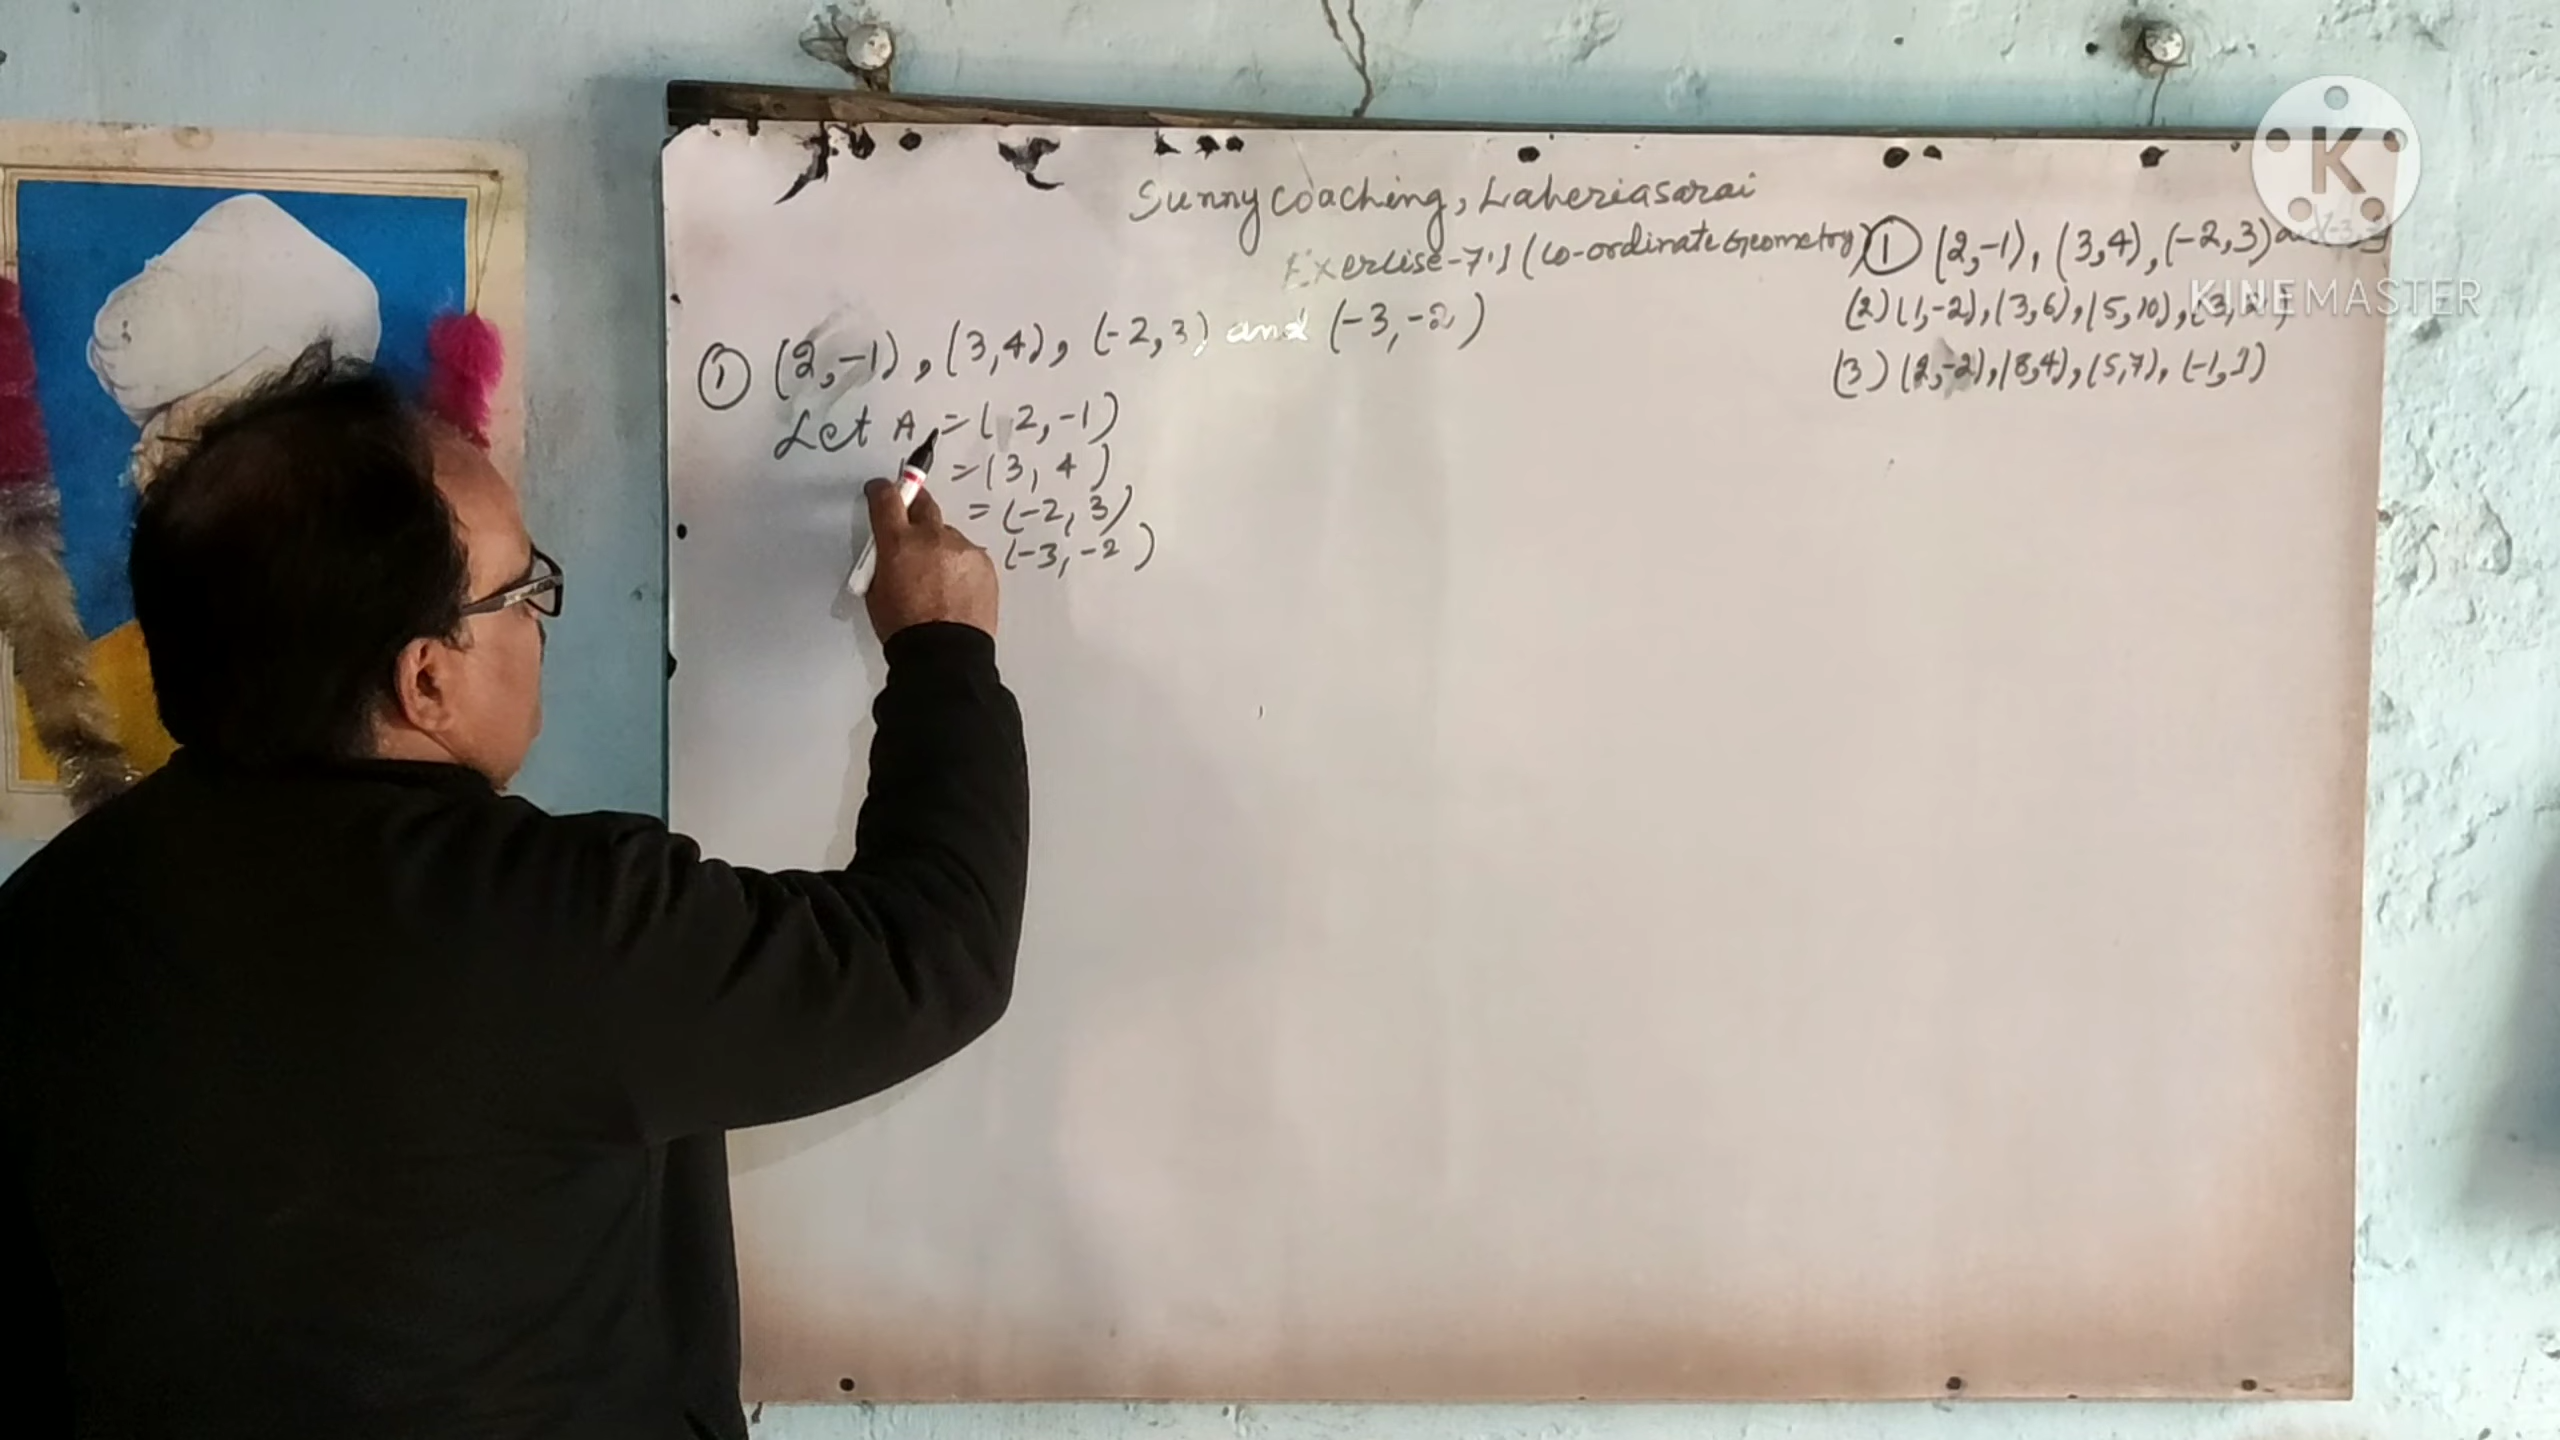 Sunny Coaching, Laheriasarai
Exercise-7.1 (Co-ordinate Geometry)
① (2,-1), (3,4), (-2,3) and (-3,-2)
Let A = (2, -1)
= (3, 4)
= (-2, 3)
(-3, -2)
① (2,-1), (3,4), (-2,3)
(2) (1,-2), (3,6), (5,10), (3,2)
(3) (2,-2), (8,4), (5,7), (-1,1)
K
KINEMASTER